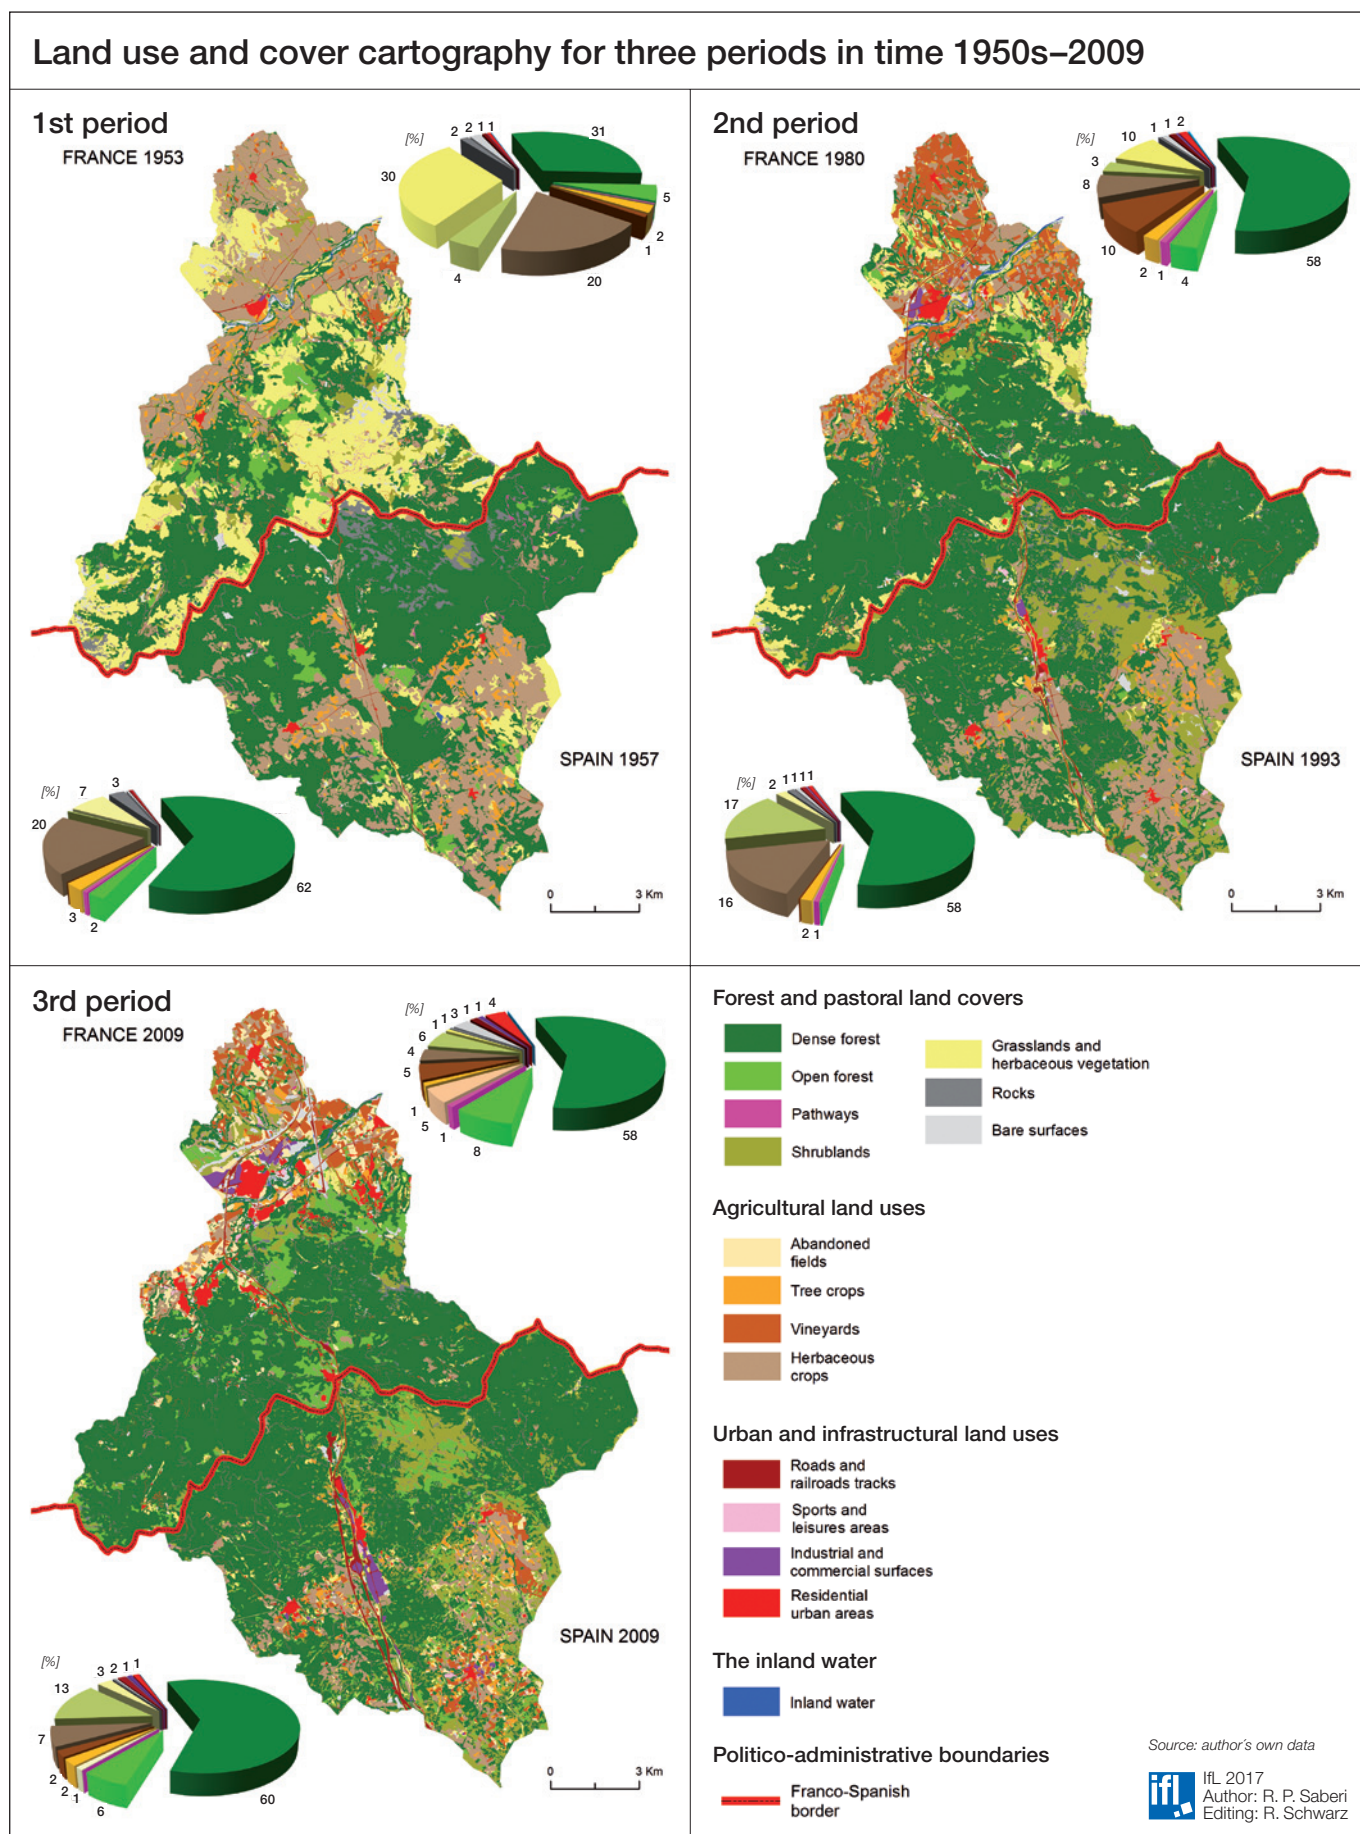 Land use and cover cartography for three periods in time 1950s–2009
1st period
FRANCE 1953
[%]
2 2 1 1
31
30
5
2
1
4
20
SPAIN 1957
[%]
7
3
20
62
3
2
0 3 Km
2nd period
FRANCE 1980
[%]
10
1 1 2
3
8
10
2
1
4
58
SPAIN 1993
[%]
2 1 1 1 1
17
16
2 1
58
0 3 Km
3rd period
FRANCE 2009
[%]
6 1 1 3 1 1 4
4
5
1
5
1
8
58
SPAIN 2009
[%]
3 2 1 1
13
7
2
2
1
6
60
0 3 Km
Forest and pastoral land covers
Dense forest
Open forest
Pathways
Shrublands
Grasslands and
herbaceous vegetation
Rocks
Bare surfaces
Agricultural land uses
Abandoned
fields
Tree crops
Vineyards
Herbaceous
crops
Urban and infrastructural land uses
Roads and
railroads tracks
Sports and
leisures areas
Industrial and
commercial surfaces
Residential
urban areas
The inland water
Inland water
Politico-administrative boundaries
Franco-Spanish
border
Source: author´s own data
ifl
IfL 2017
Author: R. P. Saberi
Editing: R. Schwarz